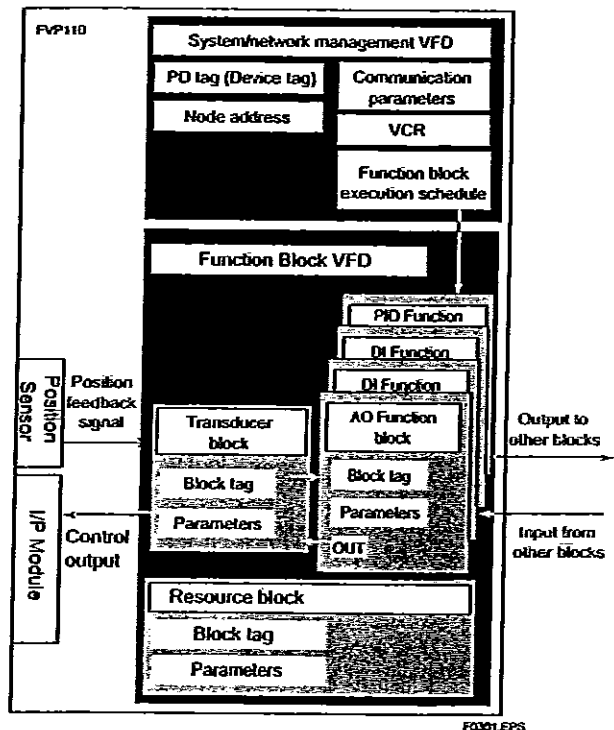 FVP110
System/network management VFD
PD tag (Device tag)
Node address
Communication
parameters
VCR
Function block
execution schedule
Function Block VFD
PID Function
DI Function
DI Function
AO Function
block
Block tag
Parameters
OUT
Transducer
block
Block tag
Parameters
Position
Sensor
Position
feedback
signal
I/P Module
Control
output
Output to
other blocks
Input from
other blocks
Resource block
Block tag
Parameters
F0301.EPS